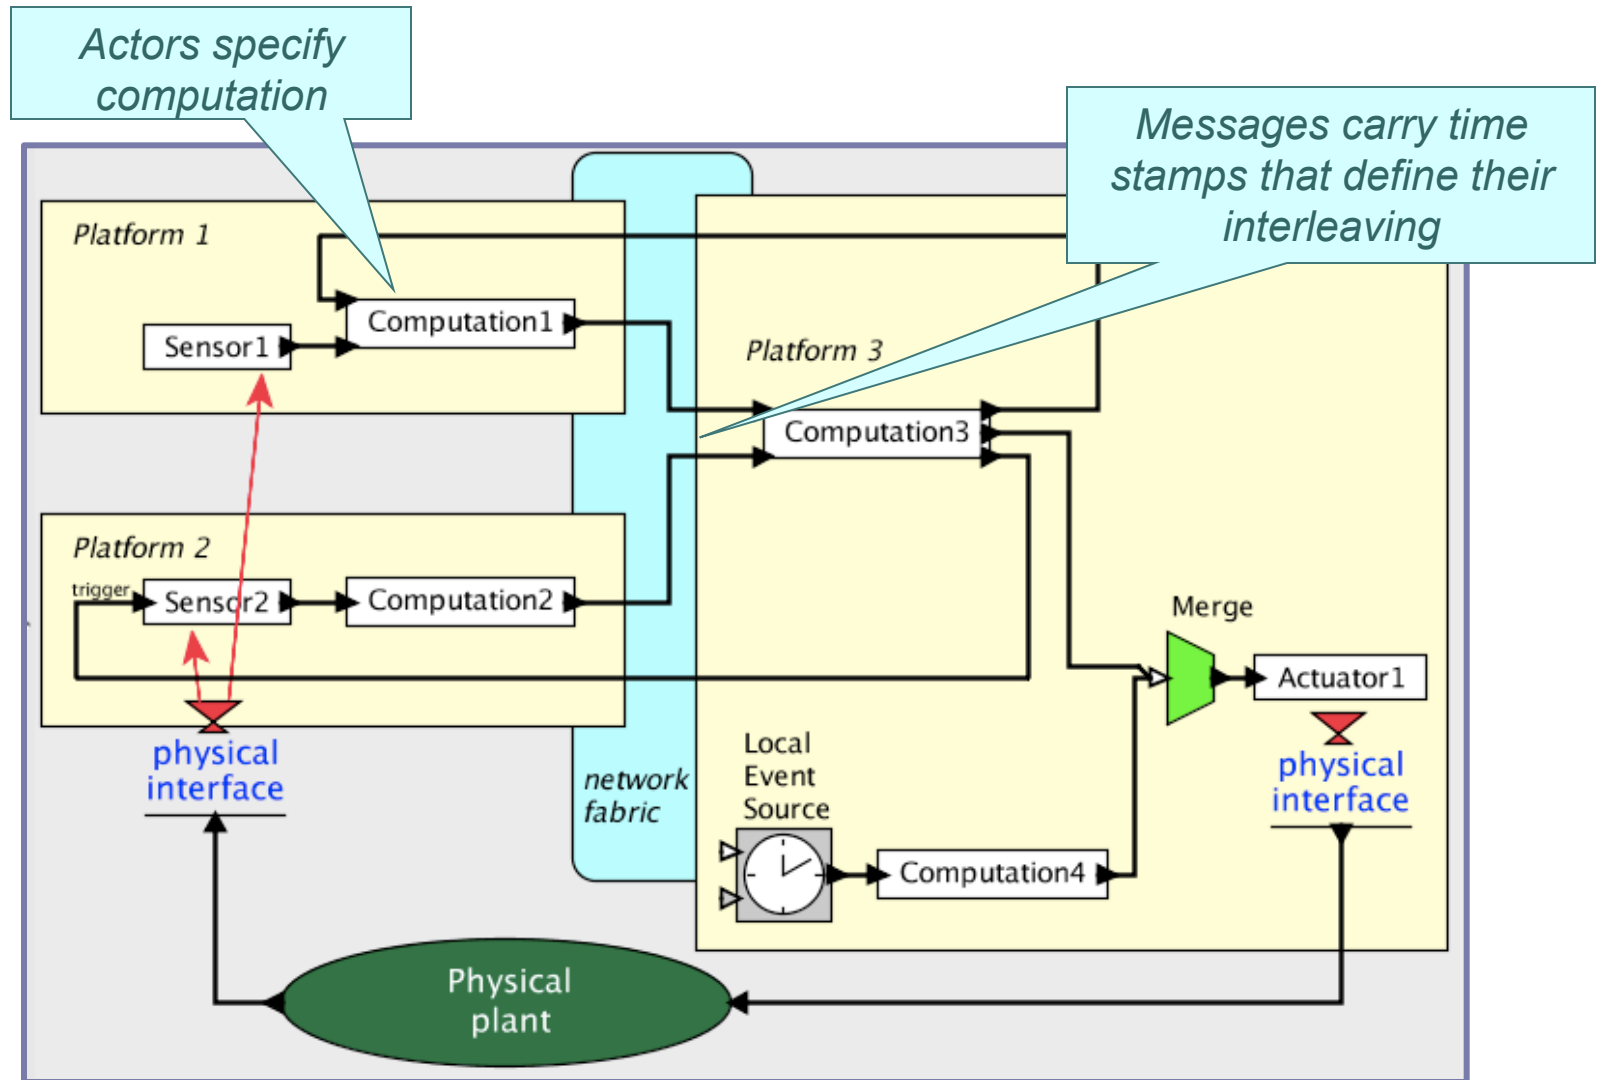 Actors specify
computation
Messages carry time
stamps that define their
interleaving
Platform 1
Computation1
Sensor1
Platform 3
Computation3
Platform 2
trigger
Sensor2
Computation2
Merge
Actuator1
physical
interface
Local
Event
Source
network
fabric
physical
interface
Computation4
Physical
plant